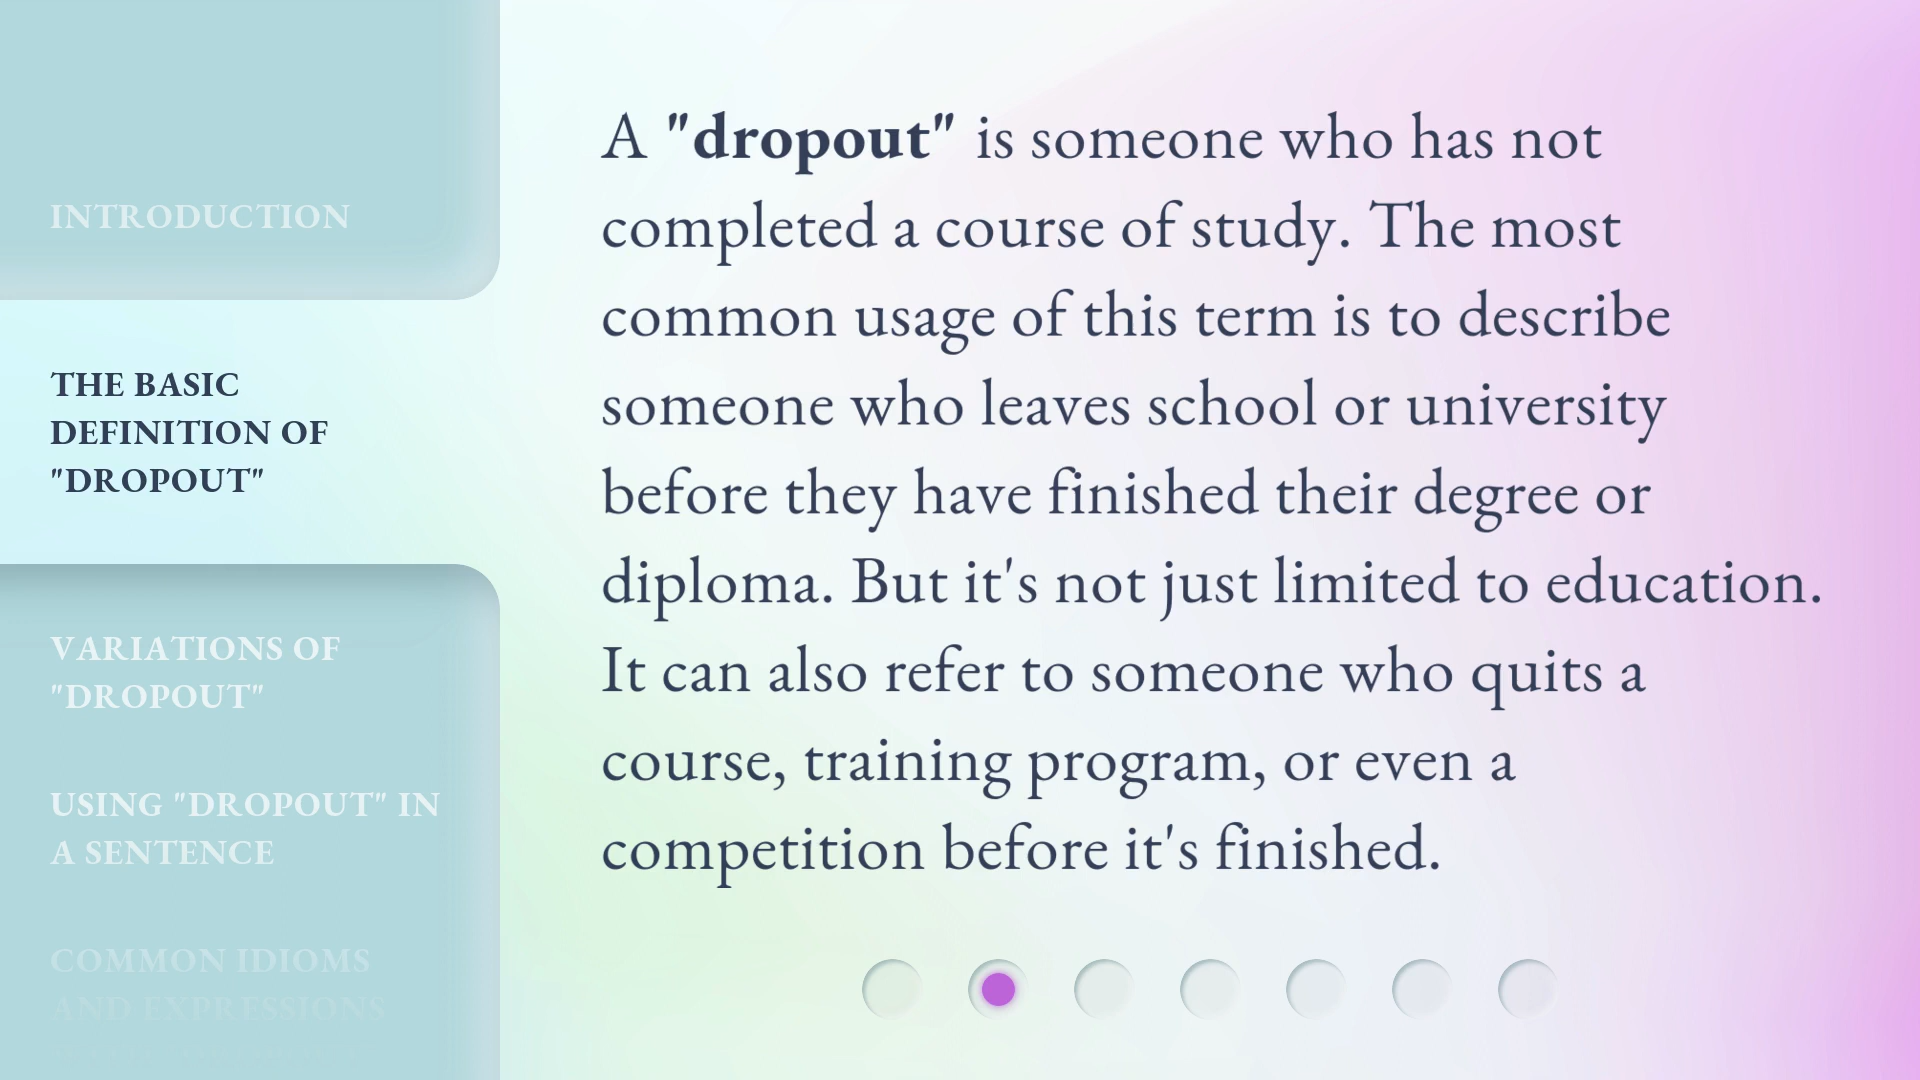 INTRODUCTION
THE BASIC
DEFINITION OF
"DROPOUT"
VARIATIONS OF
"DROPOUT"
USING "DROPOUT" IN
A SENTENCE
COMMON IDIOMS
AND EXPRESSIONS
A "dropout" is someone who has not
completed a course of study. The most
common usage of this term is to describe
someone who leaves school or university
before they have finished their degree or
diploma. But it's not just limited to education.
It can also refer to someone who quits a
course, training program, or even a
competition before it's finished.